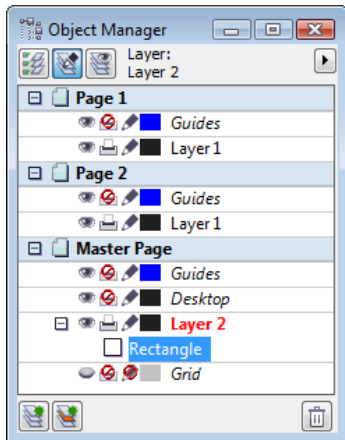 Object Manager
Layer:
Layer 2
Page 1
Guides
Layer 1
Page 2
Guides
Layer 1
Master Page
Guides
Desktop
Layer 2
Rectangle
Grid